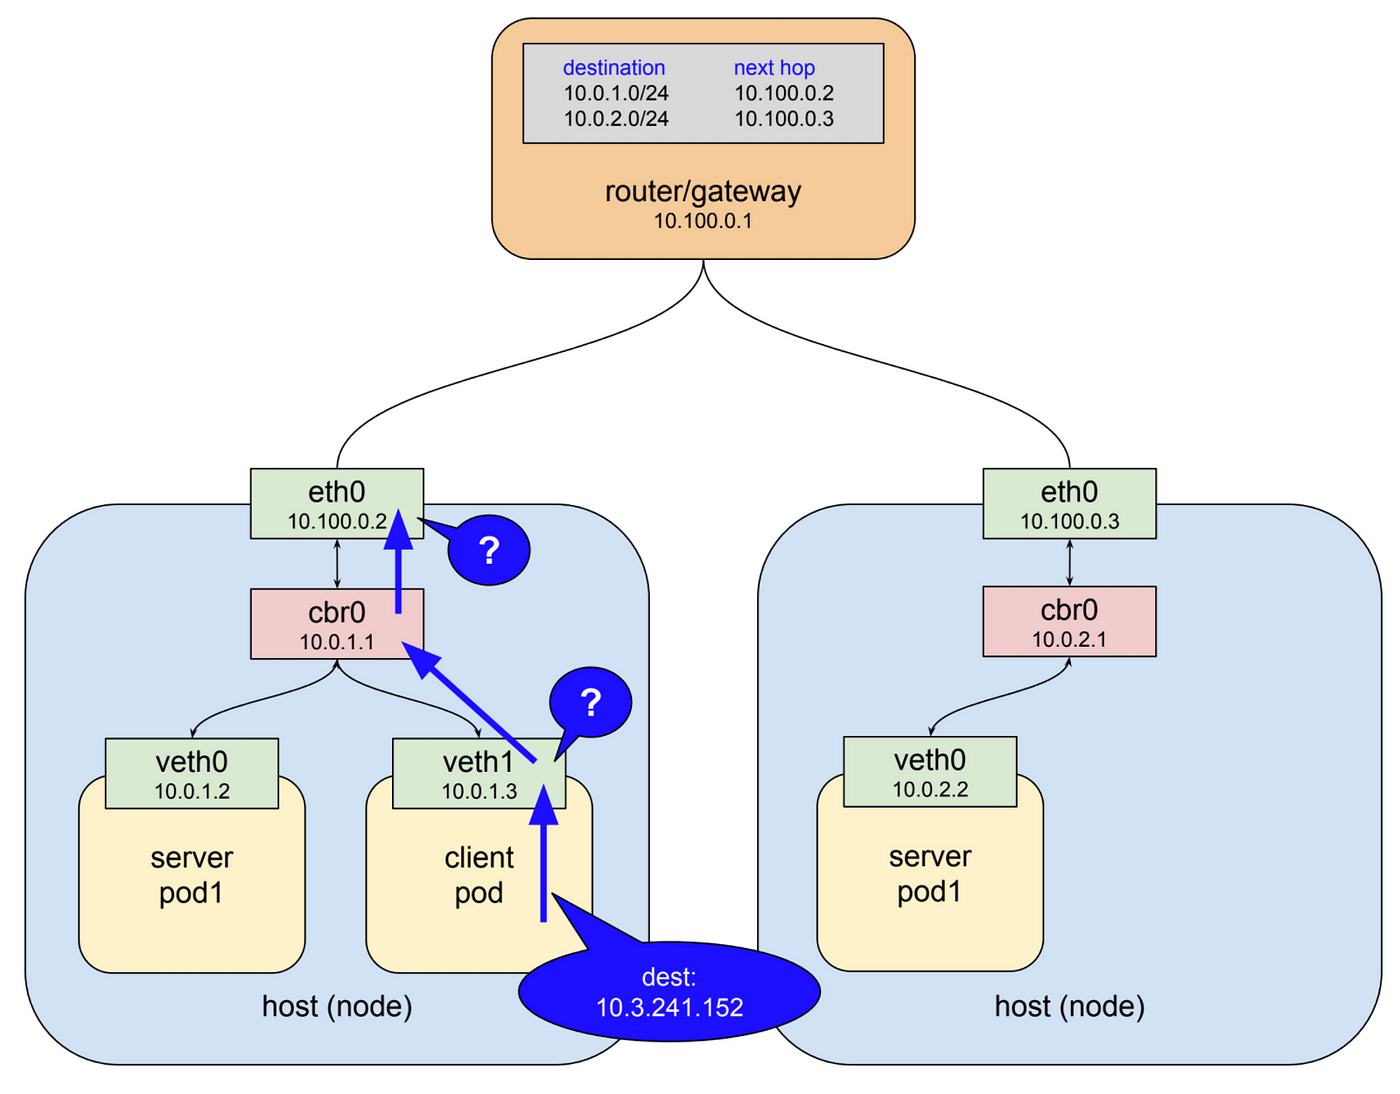 destination next hop
10.0.1.0/24 10.100.0.2
10.0.2.0/24 10.100.0.3
router/gateway
10.100.0.1
eth0
10.100.0.2
?
cbr0
10.0.1.1
?
veth0
10.0.1.2
veth1
10.0.1.3
server
pod1
client
pod
dest:
10.3.241.152
host (node)
eth0
10.100.0.3
cbr0
10.0.2.1
veth0
10.0.2.2
server
pod1
host (node)